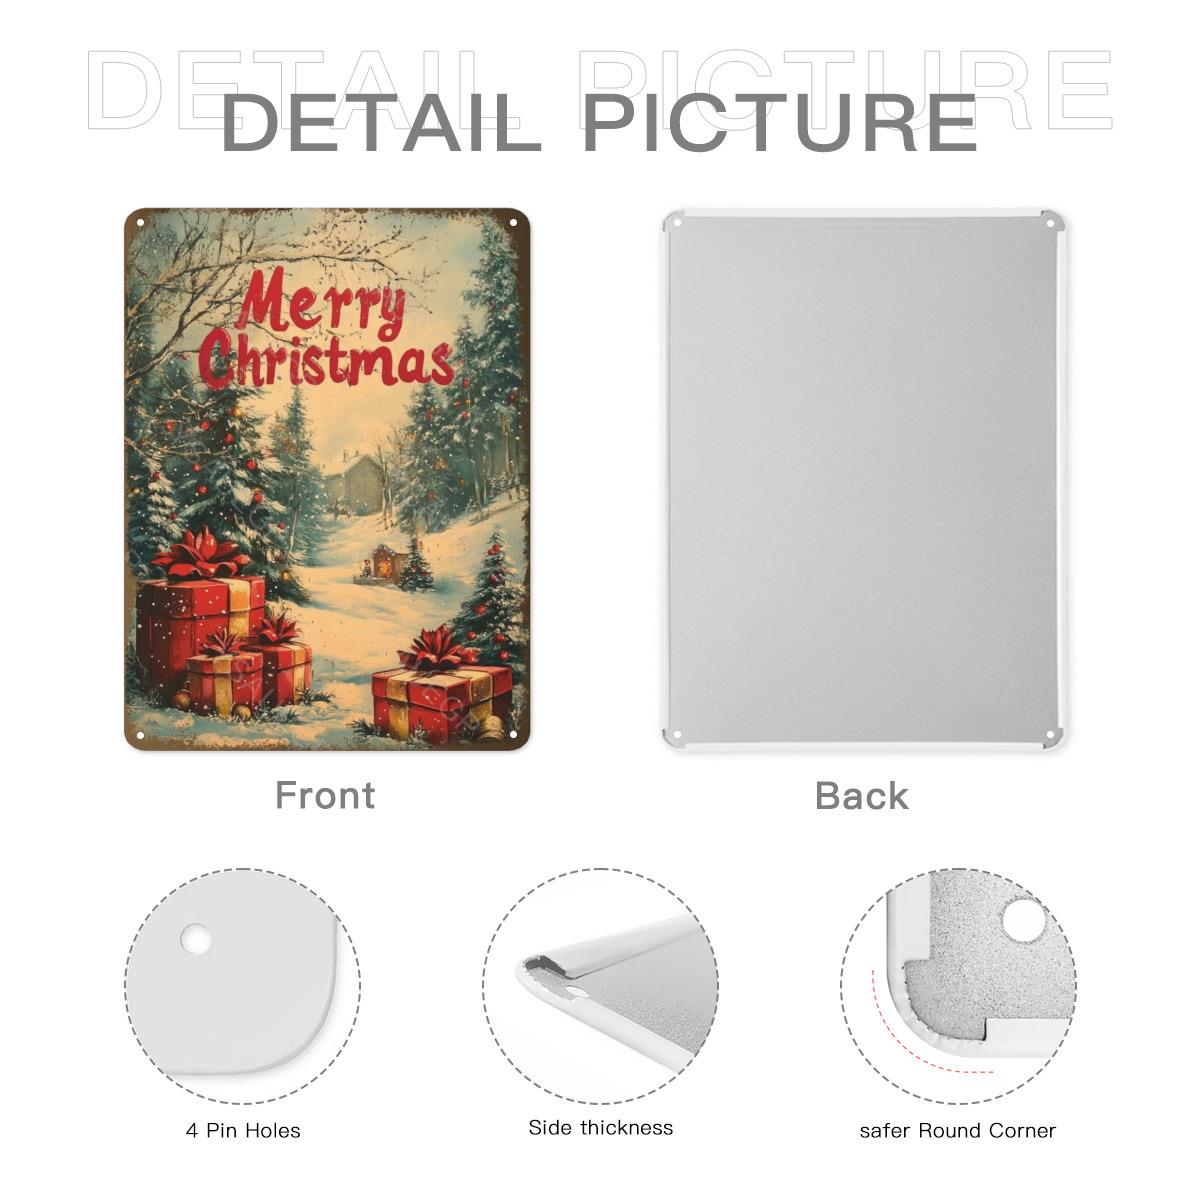 DETAIL PICTURE
DETAIL PICTURE
Merry
Christmas
Front
Back
4 Pin Holes
Side thickness
safer Round Corner